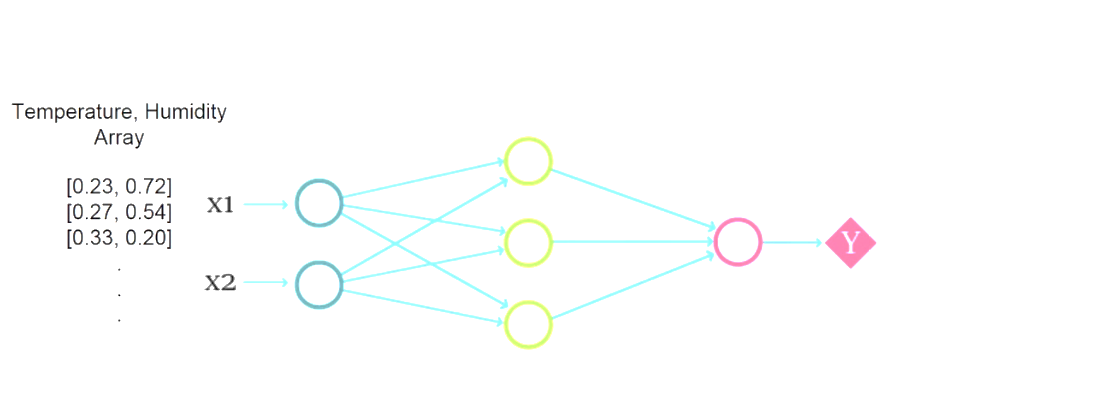 Temperature, Humidity
Array
[0.23, 0.72]
[0.27, 0.54]
[0.33, 0.20]
.
.
.
X1
X2
Y